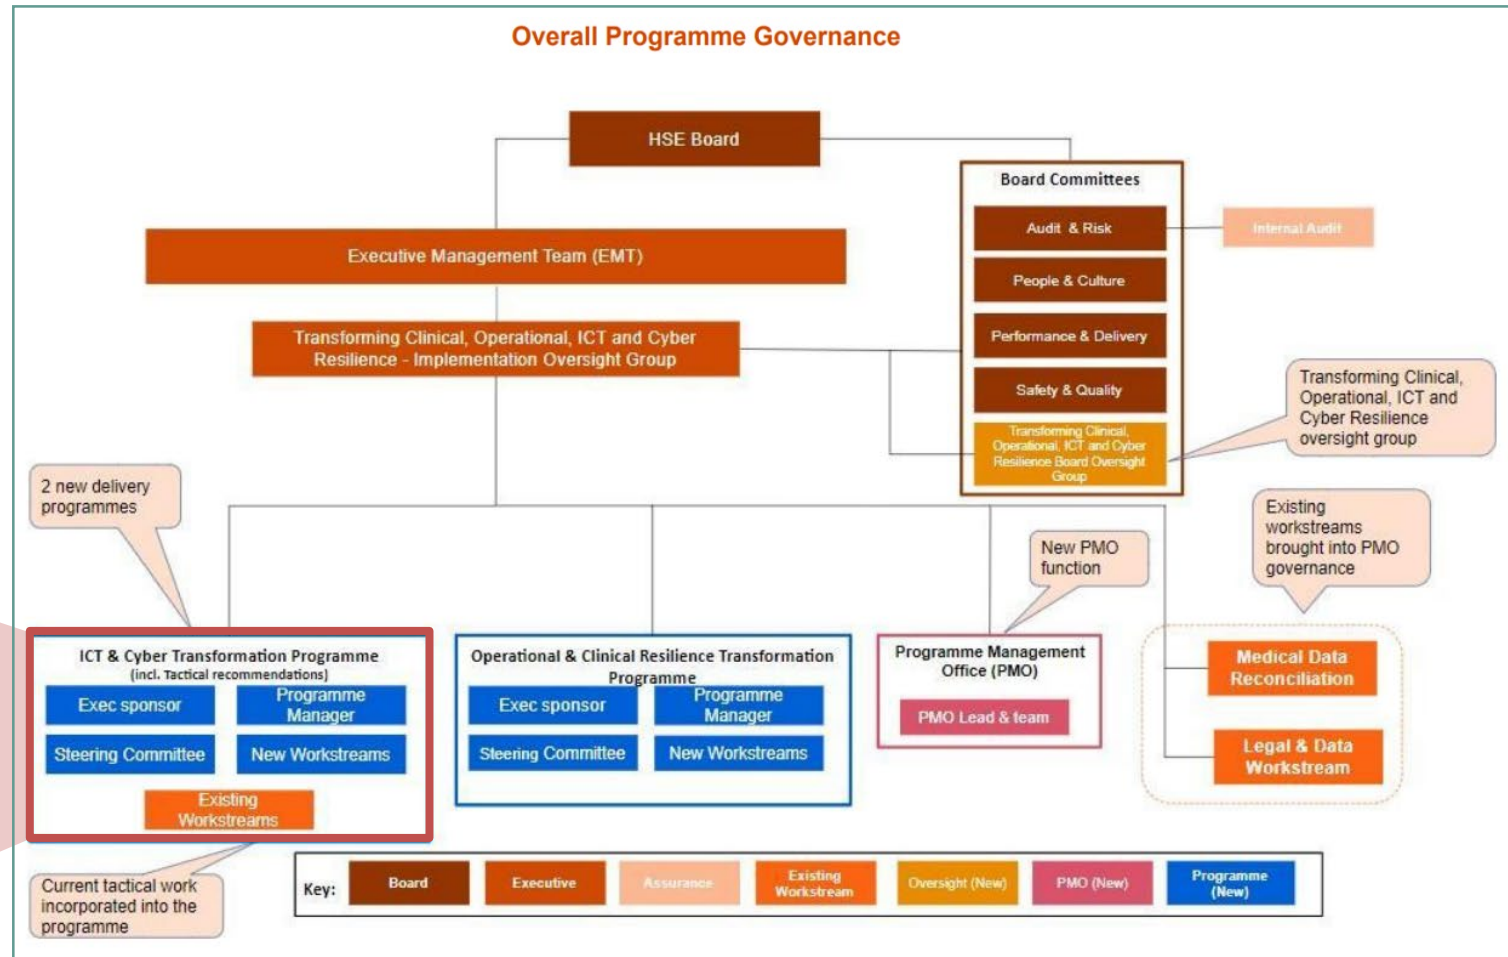 Overall Programme Governance
HSE Board
Board Committees
Audit & Risk
Internal Audit
People & Culture
Performance & Delivery
Safety & Quality
Transforming Clinical,
Operational, ICT and Cyber
Resilience Board Oversight
Group
Executive Management Team (EMT)
Transforming Clinical, Operational, ICT and Cyber
Resilience - Implementation Oversight Group
Transforming Clinical,
Operational, ICT and
Cyber Resilience
oversight group
2 new delivery
programmes
New PMO
function
Existing
workstreams
brought into PMO
governance
ICT & Cyber Transformation Programme
(incl. Tactical recommendations)
Exec sponsor
Programme
Manager
Steering Committee
New Workstreams
Existing
Workstreams
Operational & Clinical Resilience Transformation
Programme
Exec sponsor
Programme
Manager
Steering Committee
New Workstreams
Programme Management
Office (PMO)
PMO Lead & team
Medical Data
Reconciliation
Legal & Data
Workstream
Current tactical work
incorporated into the
programme
Key:
Board
Executive
Assurance
Existing
Workstream
Oversight (New)
PMO (New)
Programme
(New)